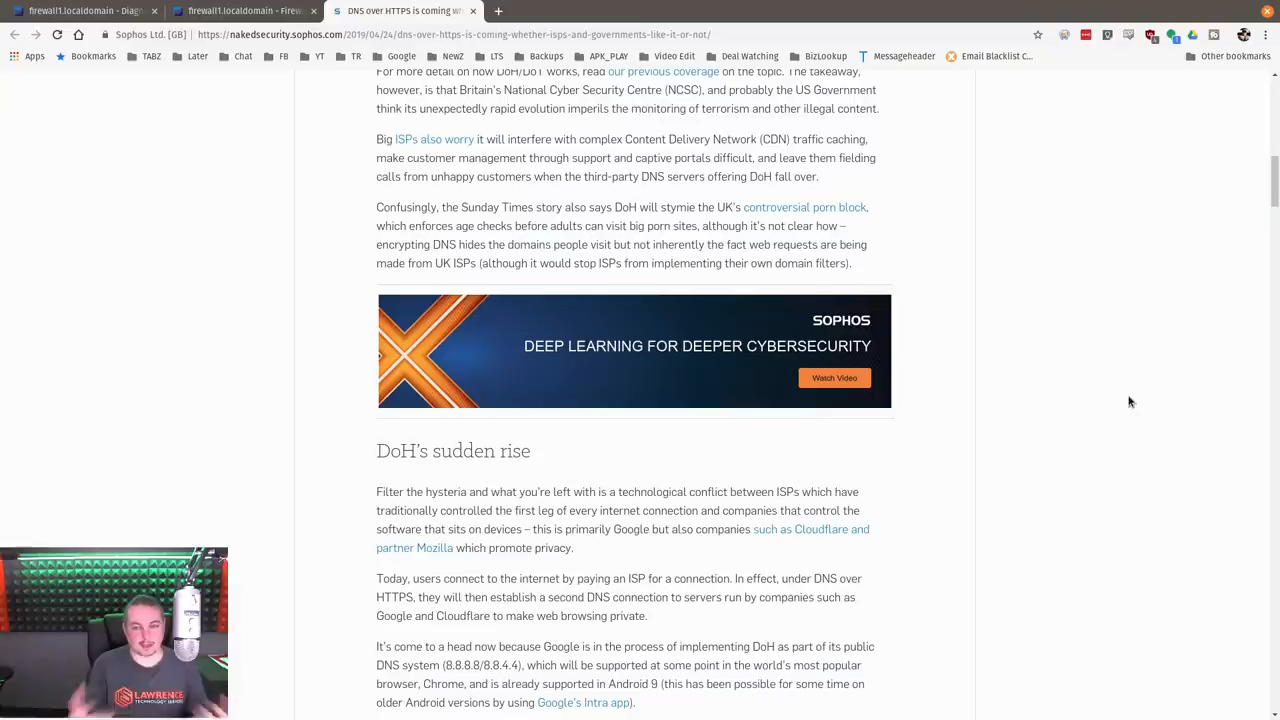 firewall1.localdomain - Diagn
firewall1.localdomain - Firew
DNS over HTTPS is coming wh
Sophos Ltd. [GB] | https://nakedsecurity.sophos.com/2019/04/24/dns-over-https-is-coming-whether-isps-and-governments-like-it-or-not/
Apps Bookmarks TABZ Later Chat FB YT TR Google NewZ LTS Backups APK_PLAY Video Edit Deal Watching BizLookup Messageheader Email Blacklist C... Other bookmarks
For more detail on how DoH/DoT works, read our previous coverage on the topic. The takeaway,
however, is that Britain's National Cyber Security Centre (NCSC), and probably the US Government
think its unexpectedly rapid evolution imperils the monitoring of terrorism and other illegal content.
Big ISPs also worry it will interfere with complex Content Delivery Network (CDN) traffic caching,
make customer management through support and captive portals difficult, and leave them fielding
calls from unhappy customers when the third-party DNS servers offering DoH fall over.
Confusingly, the Sunday Times story also says DoH will stymie the UK's controversial porn block,
which enforces age checks before adults can visit big porn sites, although it's not clear how –
encrypting DNS hides the domains people visit but not inherently the fact web requests are being
made from UK ISPs (although it would stop ISPs from implementing their own domain filters).
SOPHOS
DEEP LEARNING FOR DEEPER CYBERSECURITY
Watch Video
DoH's sudden rise
Filter the hysteria and what you're left with is a technological conflict between ISPs which have
traditionally controlled the first leg of every internet connection and companies that control the
software that sits on devices – this is primarily Google but also companies such as Cloudflare and
partner Mozilla which promote privacy.
Today, users connect to the internet by paying an ISP for a connection. In effect, under DNS over
HTTPS, they will then establish a second DNS connection to servers run by companies such as
Google and Cloudflare to make web browsing private.
It's come to a head now because Google is in the process of implementing DoH as part of its public
DNS system (8.8.8.8/8.8.4.4), which will be supported at some point in the world's most popular
browser, Chrome, and is already supported in Android 9 (this has been possible for some time on
older Android versions by using Google's Intra app).
LAWRENCE
TECHNOLOGY SERVICES